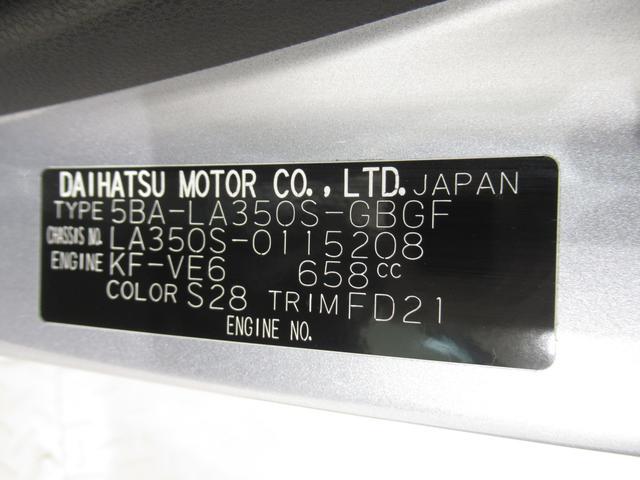 DAIHATSU MOTOR CO., LTD. JAPAN
TYPE 5BA-LA350S-GBGF
CHASSIS NO. LA350S-0115208
ENGINE KF-VE6 658cc
COLOR S28 TRIM FD21
ENGINE NO.